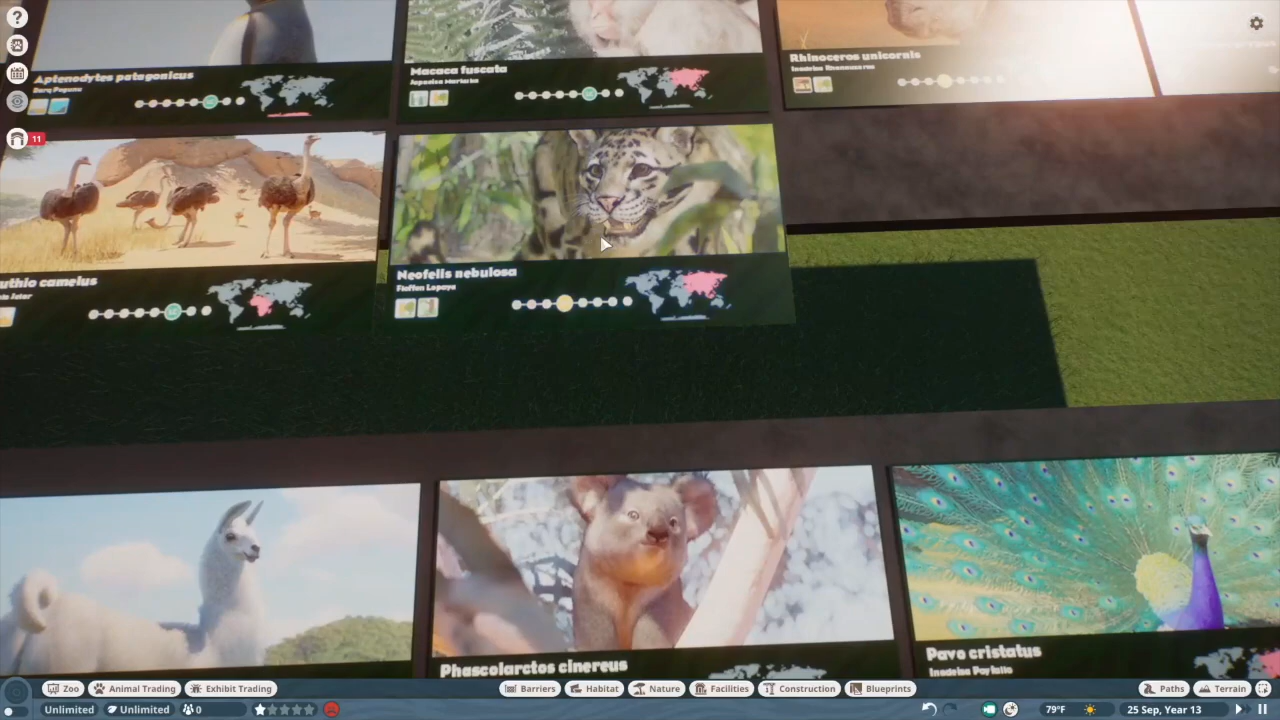 ?
Aptenodytes patagonicus
Macaca fuscata
Rhinoceros unicornis
11
uthio camelus
Neofelis nebulosa
Phascolarctos cinereus
Pavo cristatus
Zoo
Animal Trading
Exhibit Trading
Barriers
Habitat
Nature
Facilities
Construction
Blueprints
Paths
Terrain
Unlimited
Unlimited
0
79°F
25 Sep, Year 13